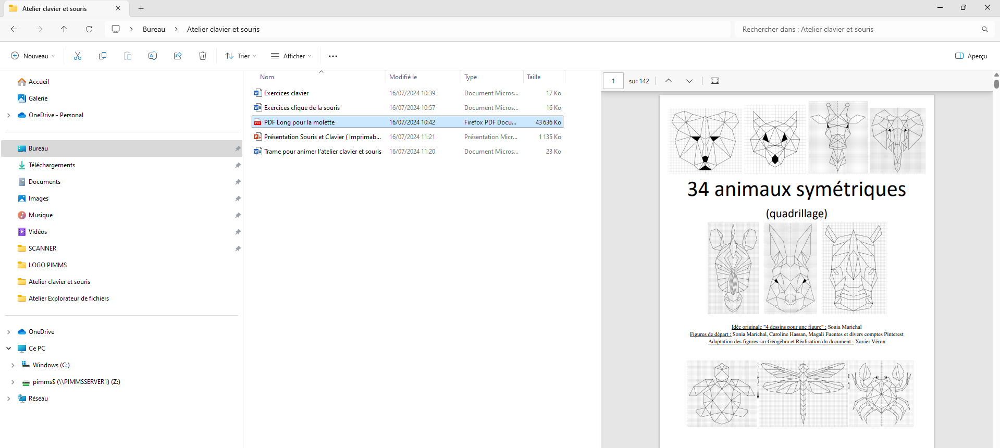 Atelier clavier et souris
Bureau
Atelier clavier et souris
Rechercher dans : Atelier clavier et souris
Nouveau
Trier
Afficher
Aperçu
Accueil
Galerie
OneDrive - Personal
Bureau
Téléchargements
Documents
Images
Musique
Vidéos
SCANNER
LOGO PIMMS
Atelier clavier et souris
Atelier Explorateur de fichiers
OneDrive
Ce PC
Windows (C:)
pimms$ (\\PIMMSSERVER1) (Z:)
Réseau
Nom Modifié le Type Taille
Exercices clavier 16/07/2024 10:39 Document Micros... 17 Ko
Exercices clique de la souris 16/07/2024 10:57 Document Micros... 16 Ko
PDF Long pour la molette 16/07/2024 10:42 Firefox PDF Docu... 43 636 Ko
Présentation Souris et Clavier ( Imprimab... 16/07/2024 11:21 Présentation Micr... 1 135 Ko
Trame pour animer l'atelier clavier et souris 16/07/2024 11:20 Document Micros... 23 Ko
1 sur 142
34 animaux symétriques
(quadrillage)
Idée originale "4 dessins pour une figure" : Sonia Marichal
Figures de départ : Sonia Marichal, Caroline Hassan, Magali Fuentes et divers comptes Pinterest
Adaptation des figures sur Géogébra et Réalisation du document : Xavier Véron